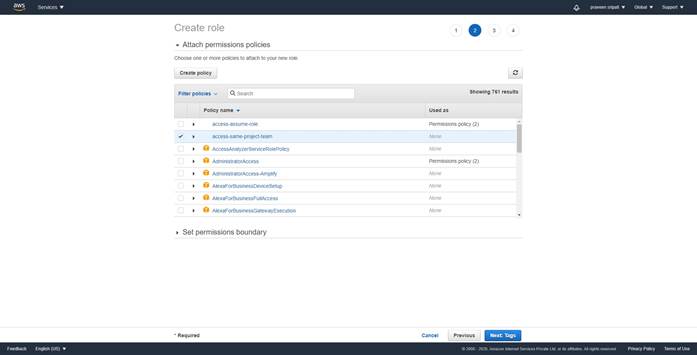 aws
Services
praveen sripati
Global
Support
Create role
1 2 3 4
Attach permissions policies
Choose one or more policies to attach to your new role.
Create policy
Filter policies
Search
Showing 761 results
Policy name
Used as
access-assume-role
Permissions policy (2)
access-same-project-team
None
AccessAnalyzerServiceRolePolicy
None
AdministratorAccess
Permissions policy (2)
AdministratorAccess-Amplify
None
AlexaForBusinessDeviceSetup
None
AlexaForBusinessFullAccess
None
AlexaForBusinessGatewayExecution
None
Set permissions boundary
* Required
Cancel
Previous
Next: Tags
Feedback
English (US)
Internet Services Private Ltd. or its affiliates. All rights reserved.
Privacy Policy
Terms of Use